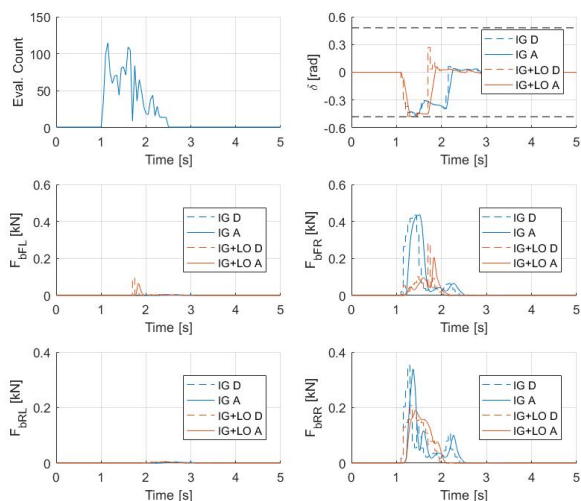 150
100
50
0
Eval. Count
0 1 2 3 4 5
Time [s]
0.6
0.3
0
-0.3
-0.6
δ [rad]
IG D
IG A
IG+LO D
IG+LO A
0 1 2 3 4 5
Time [s]
0.6
0.4
0.2
0
F_bFL [kN]
IG D
IG A
IG+LO D
IG+LO A
0 1 2 3 4 5
Time [s]
0.6
0.4
0.2
0
F_bFR [kN]
IG D
IG A
IG+LO D
IG+LO A
0 1 2 3 4 5
Time [s]
0.4
0.2
0
F_bRL [kN]
IG D
IG A
IG+LO D
IG+LO A
0 1 2 3 4 5
Time [s]
0.4
0.2
0
F_bRR [kN]
IG D
IG A
IG+LO D
IG+LO A
0 1 2 3 4 5
Time [s]